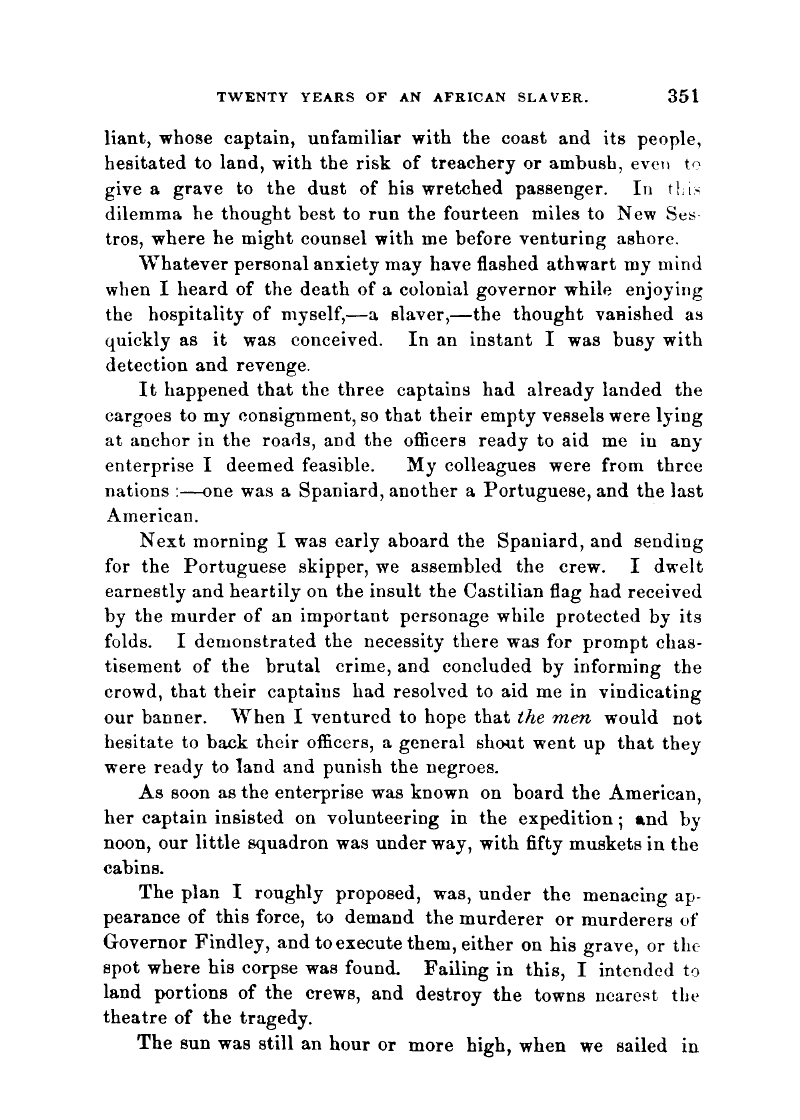 TWENTY YEARS OF AN AFRICAN SLAVER. 351
liant, whose captain, unfamiliar with the coast and its people,
hesitated to land, with the risk of treachery or ambush, even to
give a grave to the dust of his wretched passenger. In this
dilemma he thought best to run the fourteen miles to New Ses-
tros, where he might counsel with me before venturing ashore.
Whatever personal anxiety may have flashed athwart my mind
when I heard of the death of a colonial governor while enjoying
the hospitality of myself,—a slaver,—the thought vanished as
quickly as it was conceived. In an instant I was busy with
detection and revenge.
It happened that the three captains had already landed the
cargoes to my consignment, so that their empty vessels were lying
at anchor in the roads, and the officers ready to aid me in any
enterprise I deemed feasible. My colleagues were from three
nations :—one was a Spaniard, another a Portuguese, and the last
American.
Next morning I was early aboard the Spaniard, and sending
for the Portuguese skipper, we assembled the crew. I dwelt
earnestly and heartily on the insult the Castilian flag had received
by the murder of an important personage while protected by its
folds. I demonstrated the necessity there was for prompt chas-
tisement of the brutal crime, and concluded by informing the
crowd, that their captains had resolved to aid me in vindicating
our banner. When I ventured to hope that the men would not
hesitate to back their officers, a general shout went up that they
were ready to land and punish the negroes.
As soon as the enterprise was known on board the American,
her captain insisted on volunteering in the expedition; and by
noon, our little squadron was under way, with fifty muskets in the
cabins.
The plan I roughly proposed, was, under the menacing ap-
pearance of this force, to demand the murderer or murderers of
Governor Findley, and to execute them, either on his grave, or the
spot where his corpse was found. Failing in this, I intended to
land portions of the crews, and destroy the towns nearest the
theatre of the tragedy.
The sun was still an hour or more high, when we sailed in